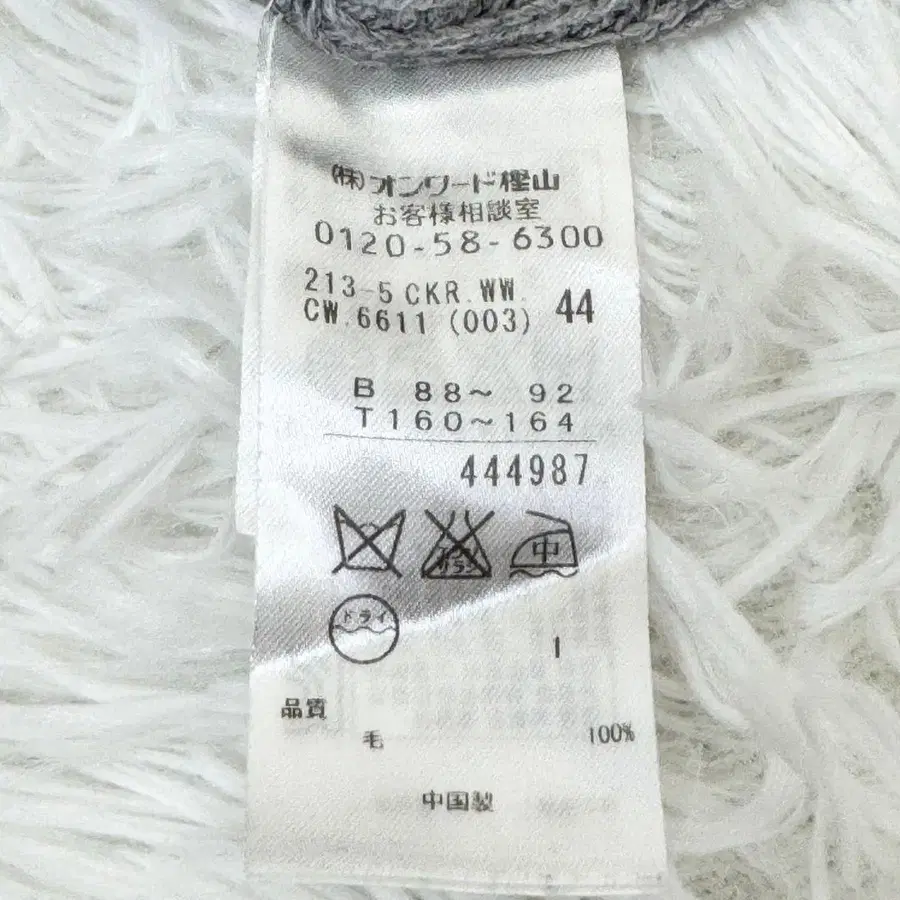 (株)オンワード樫山
お客様相談室
0120-58-6300
213-5 CKR.WW.
CW.6611 (003) 44
B 88～ 92
T160～164
444987
中
ドライ
品質
毛 100%
中国製